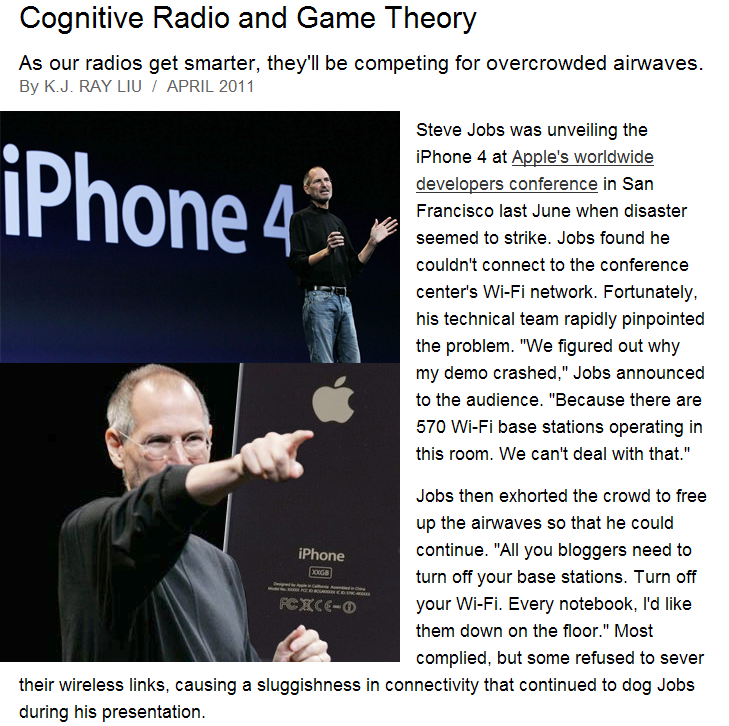 Cognitive Radio and Game Theory
As our radios get smarter, they'll be competing for overcrowded airwaves.
By K.J. RAY LIU / APRIL 2011
iPhone 4
Steve Jobs was unveiling the
iPhone 4 at Apple's worldwide
developers conference in San
Francisco last June when disaster
seemed to strike. Jobs found he
couldn't connect to the conference
center's Wi-Fi network. Fortunately,
his technical team rapidly pinpointed
the problem. "We figured out why
my demo crashed," Jobs announced
to the audience. "Because there are
570 Wi-Fi base stations operating in
this room. We can't deal with that."
iPhone
XXGB
Designed by Apple in California Assembled in China
Jobs then exhorted the crowd to free
up the airwaves so that he could
continue. "All you bloggers need to
turn off your base stations. Turn off
your Wi-Fi. Every notebook, I'd like
them down on the floor." Most
complied, but some refused to sever
their wireless links, causing a sluggishness in connectivity that continued to dog Jobs
during his presentation.